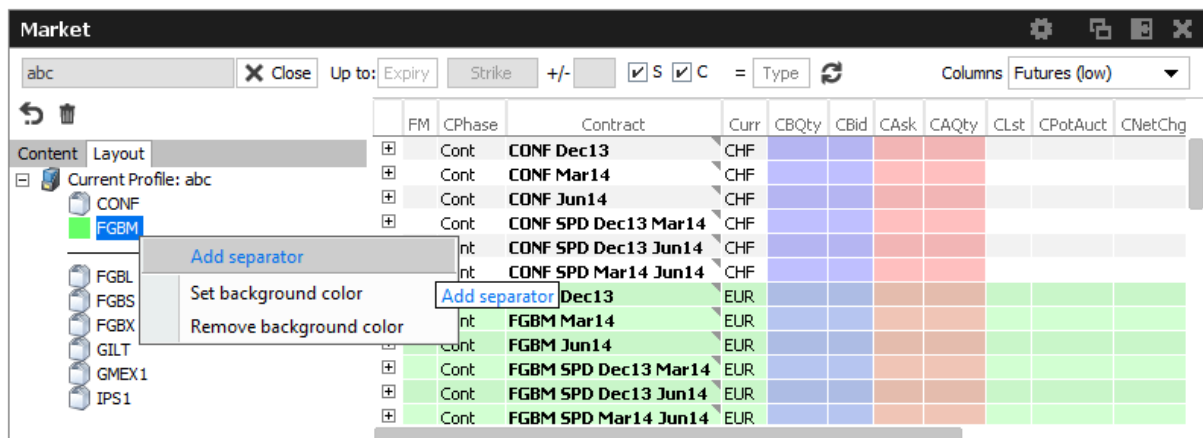 Market
abc Close Up to: Expiry Strike +/- S C = Type Columns Futures (low)
FM CPhase Contract Curr CBQty CBid CAsk CAQty CLst CPotAuct CNetChg
Content Layout
Current Profile: abc
CONF
FGBM
FGBL
FGBS
FGBX
GILT
GMEX1
IPS1
Add separator
Set background color
Remove background color
Add separator
Cont CONF Dec13 CHF
Cont CONF Mar14 CHF
Cont CONF Jun14 CHF
Cont CONF SPD Dec13 Mar14 CHF
nt CONF SPD Dec13 Jun14 CHF
nt CONF SPD Mar14 Jun14 CHF
Dec13 EUR
nt FGBM Mar14 EUR
Cont FGBM Jun14 EUR
Cont FGBM SPD Dec13 Mar14 EUR
Cont FGBM SPD Dec13 Jun14 EUR
Cont FGBM SPD Mar14 Jun14 EUR